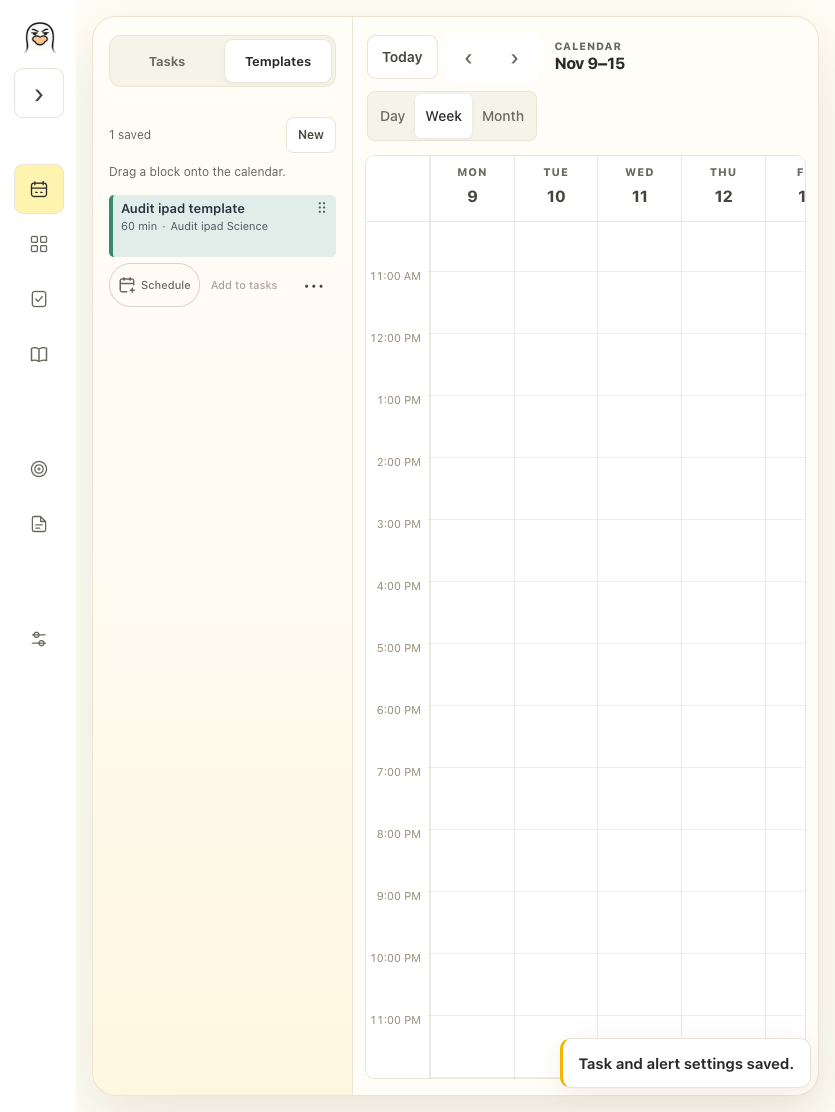 Tasks
Templates
1 saved
New
Drag a block onto the calendar.
Audit ipad template
60 min · Audit ipad Science
Schedule
Add to tasks
Today
CALENDAR
Nov 9–15
Day
Week
Month
MON
9
TUE
10
WED
11
THU
12
11:00 AM
12:00 PM
1:00 PM
2:00 PM
3:00 PM
4:00 PM
5:00 PM
6:00 PM
7:00 PM
8:00 PM
9:00 PM
10:00 PM
11:00 PM
Task and alert settings saved.